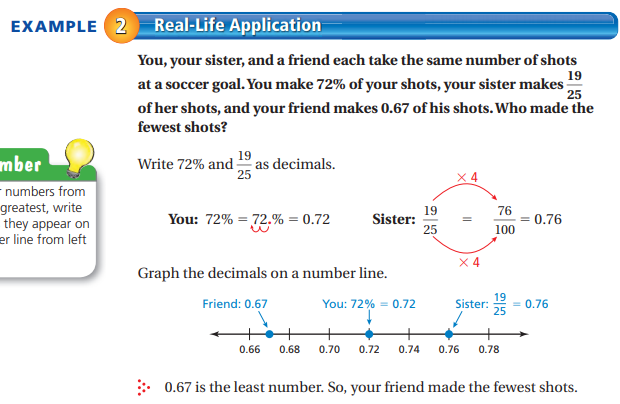 EXAMPLE 2 Real-Life Application
You, your sister, and a friend each take the same number of shots
at a soccer goal. You make 72% of your shots, your sister makes 19/25
of her shots, and your friend makes 0.67 of his shots. Who made the
fewest shots?
mber
r numbers from
greatest, write
they appear on
er line from left
Write 72% and 19/25 as decimals.
× 4
You: 72% = 72.% = 0.72 Sister: 19/25 = 76/100 = 0.76
× 4
Graph the decimals on a number line.
Friend: 0.67 You: 72% = 0.72 Sister: 19/25 = 0.76
0.66 0.68 0.70 0.72 0.74 0.76 0.78
0.67 is the least number. So, your friend made the fewest shots.